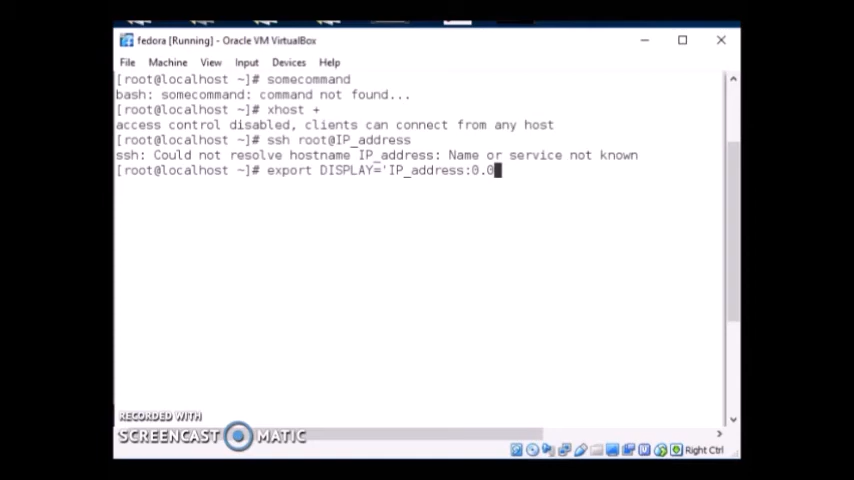 fedora [Running] - Oracle VM VirtualBox
File Machine View Input Devices Help
[root@localhost ~]# somecommand
bash: somecommand: command not found...
[root@localhost ~]# xhost +
access control disabled, clients can connect from any host
[root@localhost ~]# ssh root@IP_address
ssh: Could not resolve hostname IP_address: Name or service not known
[root@localhost ~]# export DISPLAY='IP_address:0.0
RECORDED WITH
SCREENCAST MATIC
Right Ctrl